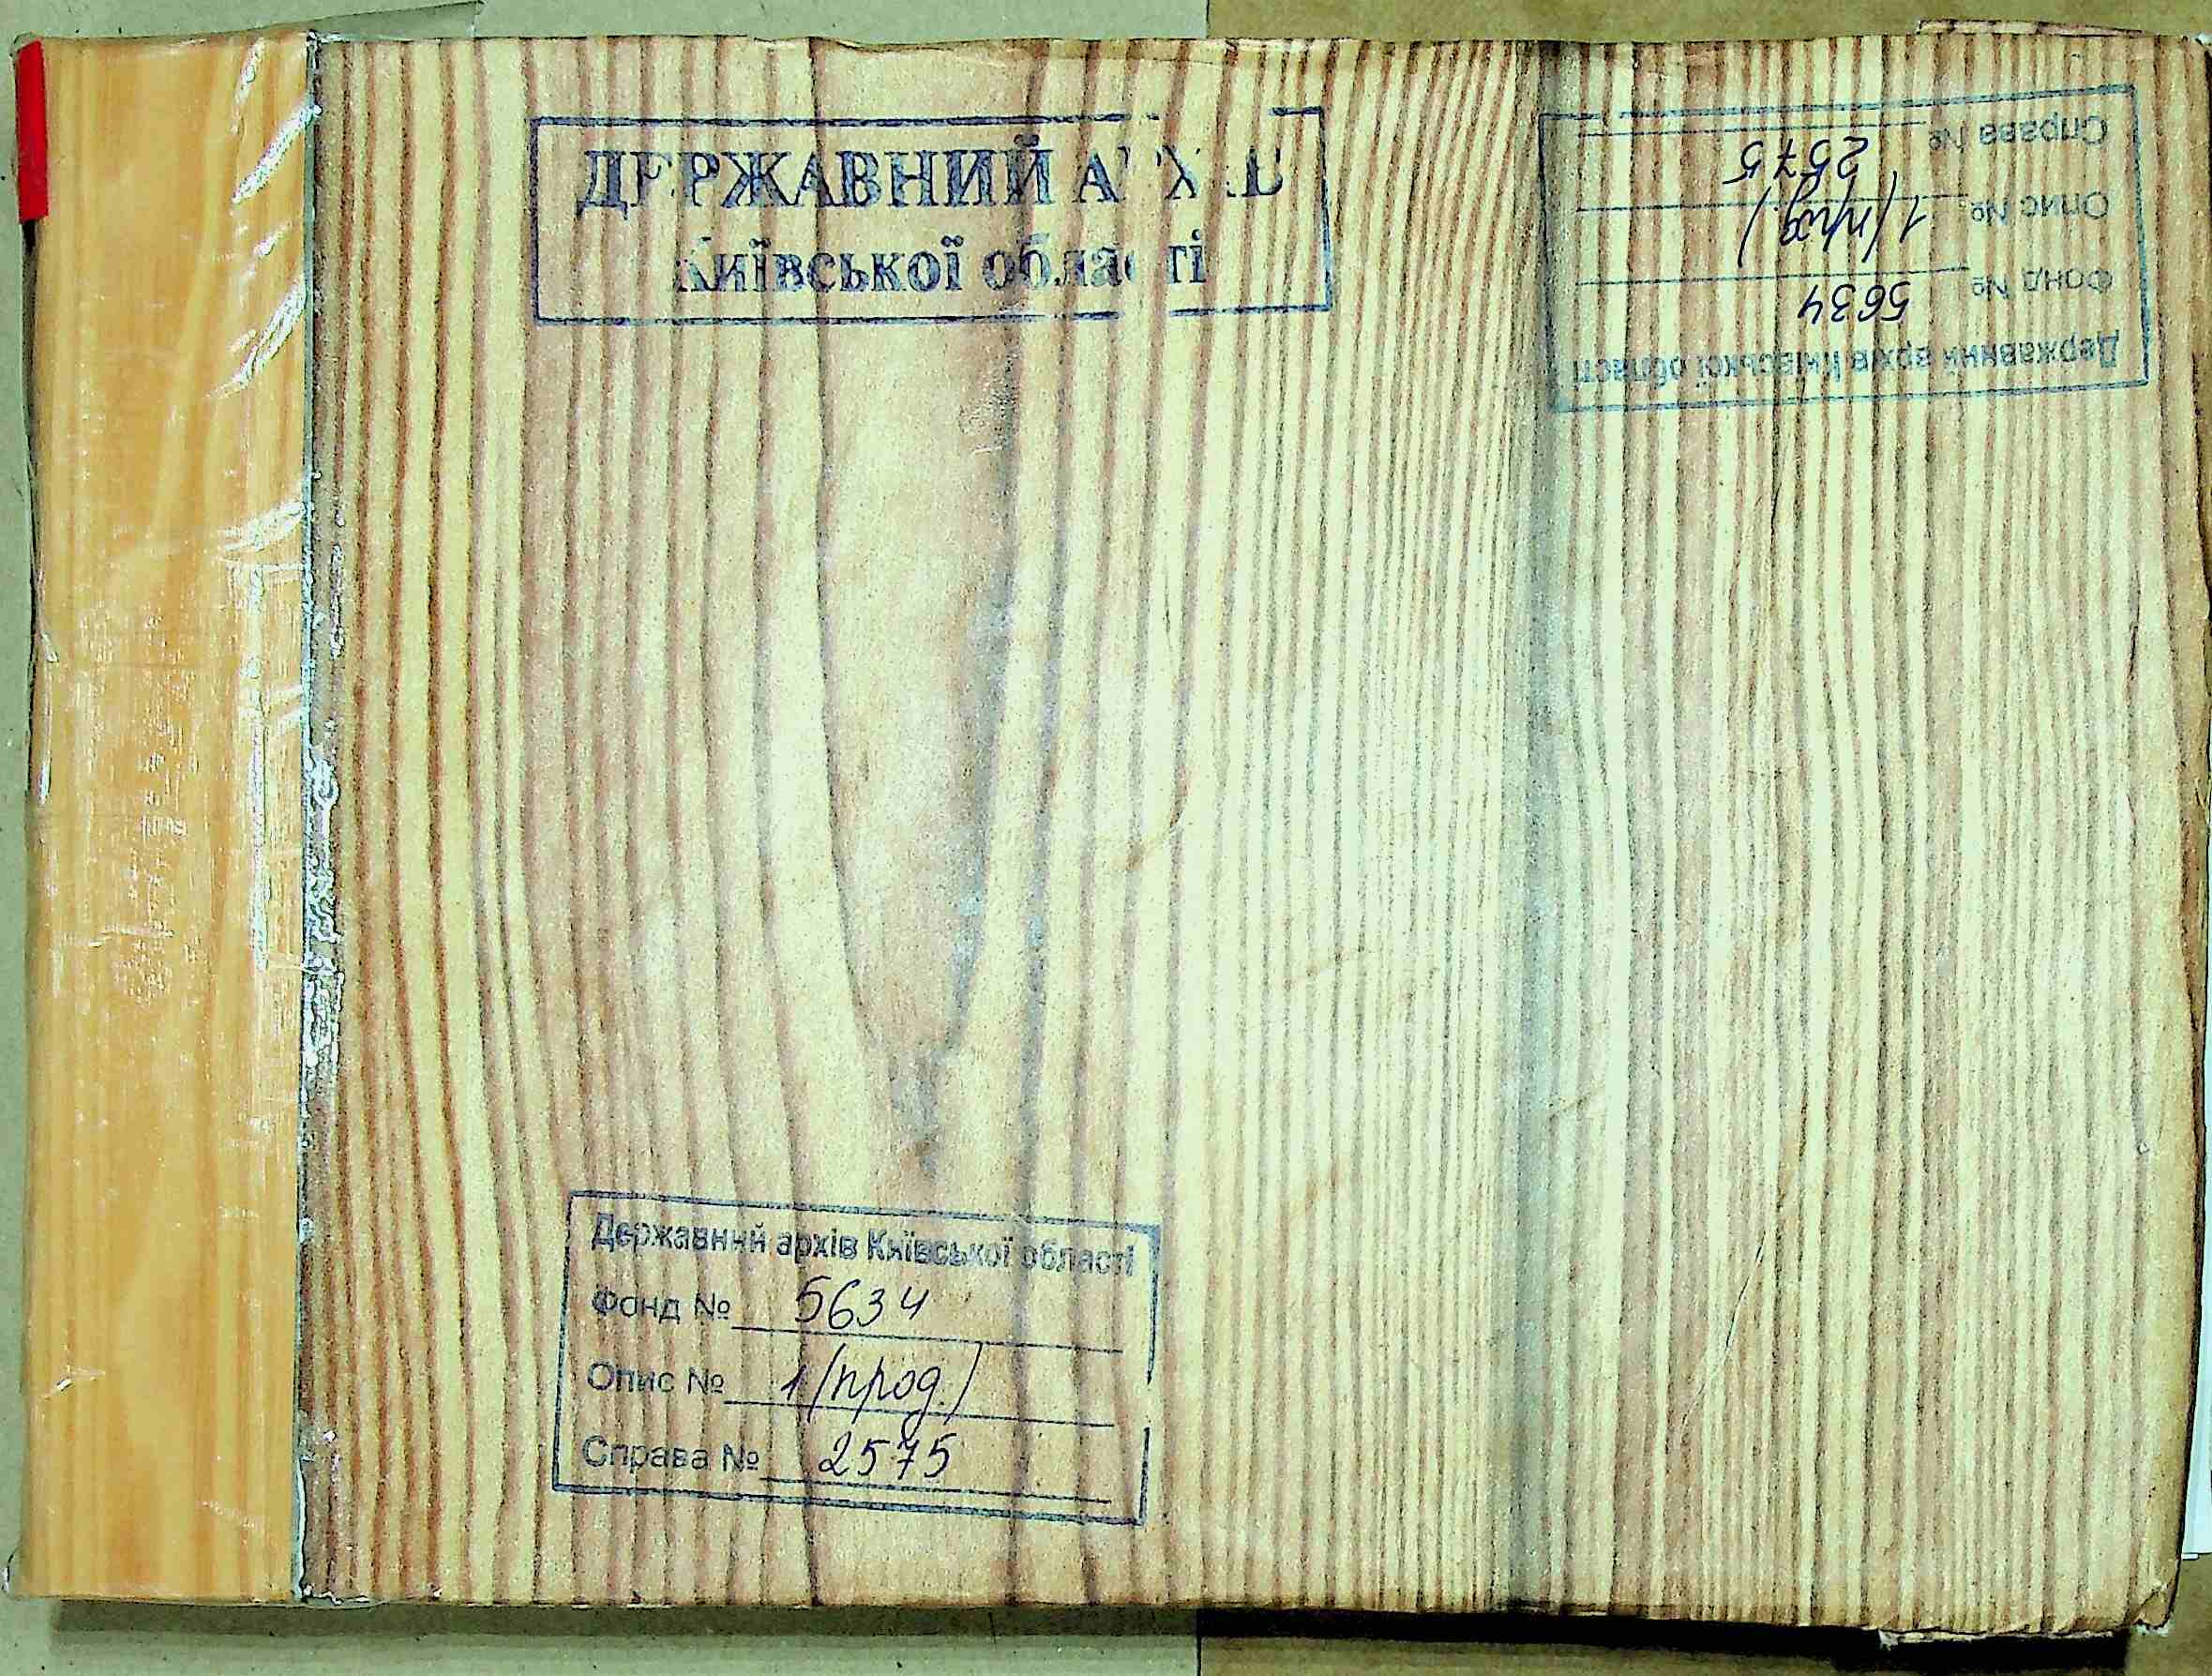 ДЕРЖАВНИЙ АРХІВ
Київської області
Державний архів Київської області
Фонд № 5634
Опис № 1 (прод.)
Справа № 2575
Державний архів Київської області
Фонд № 5634
Опис № 1 (прод.)
Справа № 2575